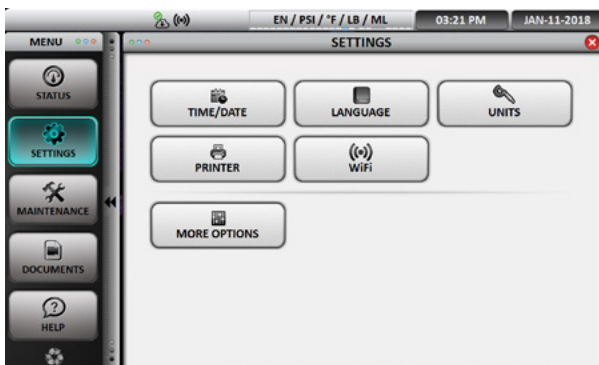 EN / PSI / °F / LB / ML 03:21 PM JAN-11-2018
MENU SETTINGS
STATUS
TIME/DATE LANGUAGE UNITS
SETTINGS
PRINTER WiFi
MAINTENANCE
MORE OPTIONS
DOCUMENTS
HELP